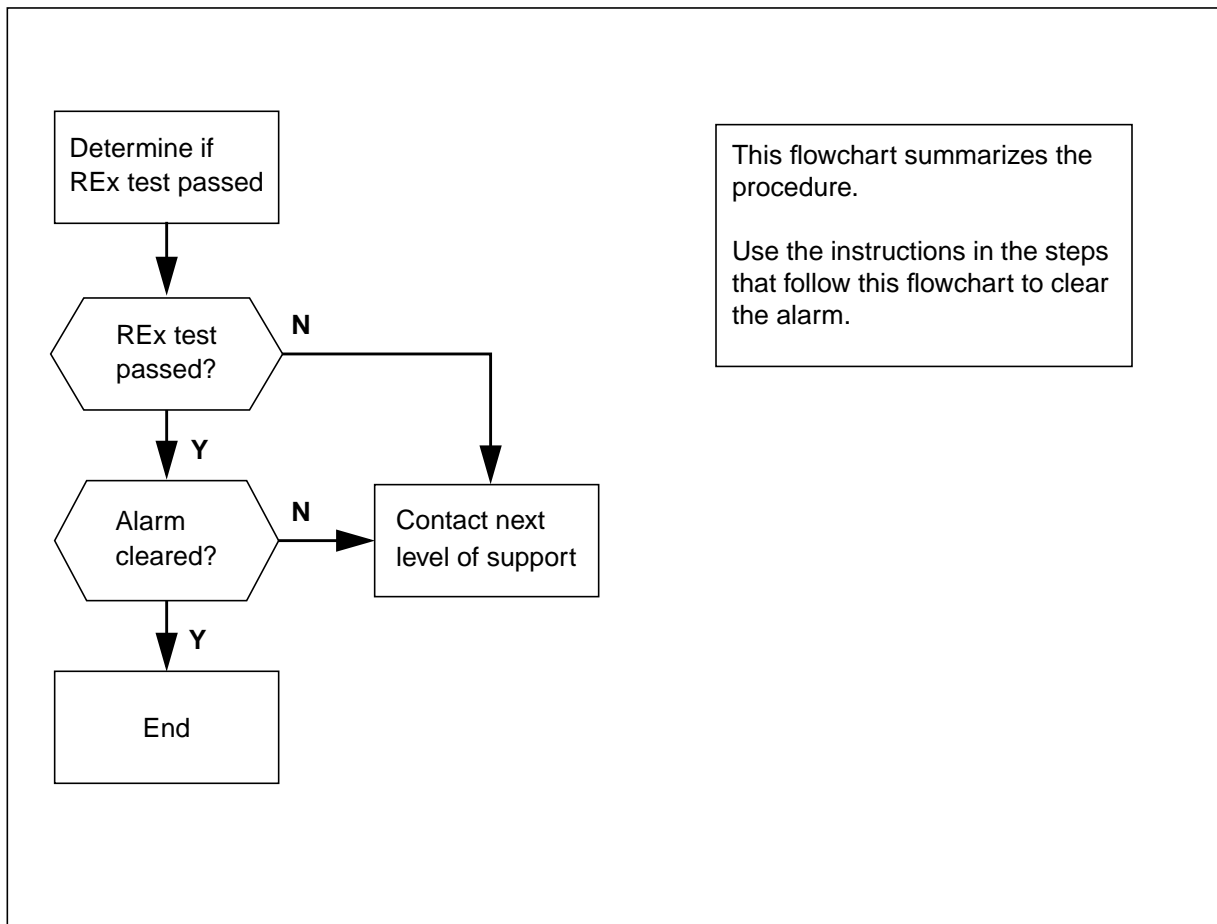 Determine if
REx test passed
REx test
passed?
N
Y
Alarm
cleared?
N
Contact next
level of support
Y
End
This flowchart summarizes the
procedure.
Use the instructions in the steps
that follow this flowchart to clear
the alarm.